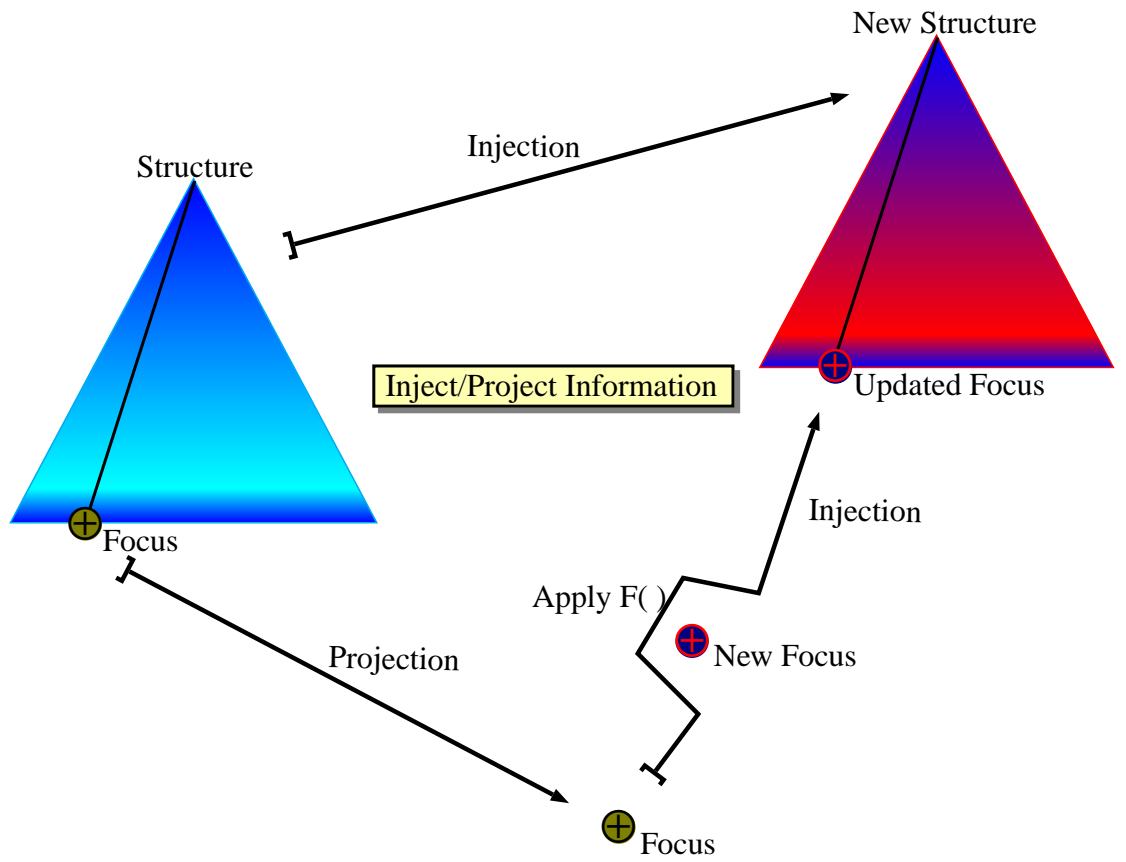 New Structure
Injection
Structure
Inject/Project Information
Updated Focus
Injection
Focus
Apply F( )
New Focus
Projection
Focus